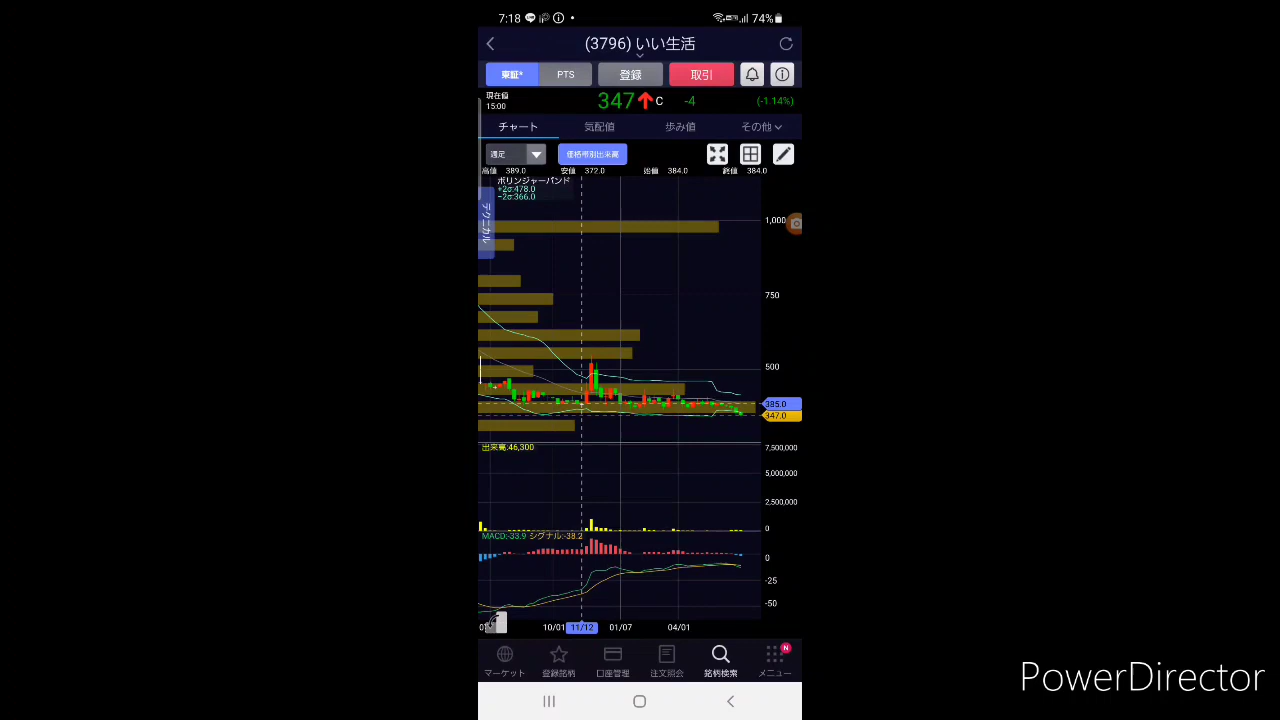 7:18 74%
(3796) いい生活
東証* PTS 登録 取引
現在値 347 C -4 (-1.14%)
15:00
チャート 気配値 歩み値 その他
週足 価格帯別出来高
高値 389.0 安値 372.0 始値 384.0 終値 384.0
ボリンジャーバンド
+2σ:478.0
−2σ:366.0
テクニカル
1,000
750
500
385.0
347.0
出来高:46,300
7,500,000
5,000,000
2,500,000
0
MACD:-33.9 シグナル:-38.2
0
-25
-50
10/01 11/12 01/07 04/01
N
マーケット 登録銘柄 口座管理 注文照会 銘柄検索 メニュー
PowerDirector